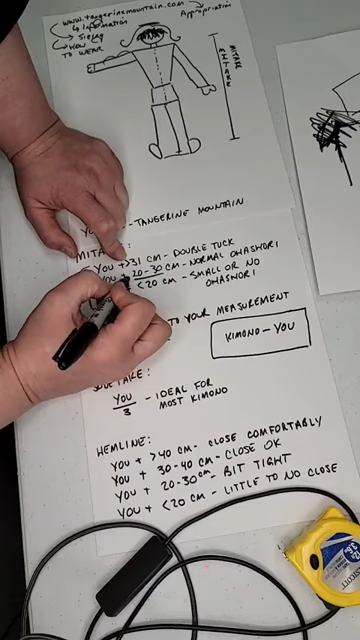 www.tangerinemountain.com
↳ information
↳ Sizing
↳ How
TO WEAR
Appropriation
MITAKE
TANGERINE MOUNTAIN
MITAKE:
YOU + >31 CM - DOUBLE TUCK
YOU + 20-30 CM - NORMAL OHASHORI
<20 CM - SMALL OR NO
OHASHORI
TO YOUR MEASUREMENT
KIMONO - YOU
YOU
3
- IDEAL FOR
MOST KIMONO
HEMLINE:
YOU + >40 CM - CLOSE COMFORTABLY
YOU + 30-40 CM - CLOSE OK
YOU + 20-30 CM - BIT TIGHT
YOU + <20 CM - LITTLE TO NO CLOSE